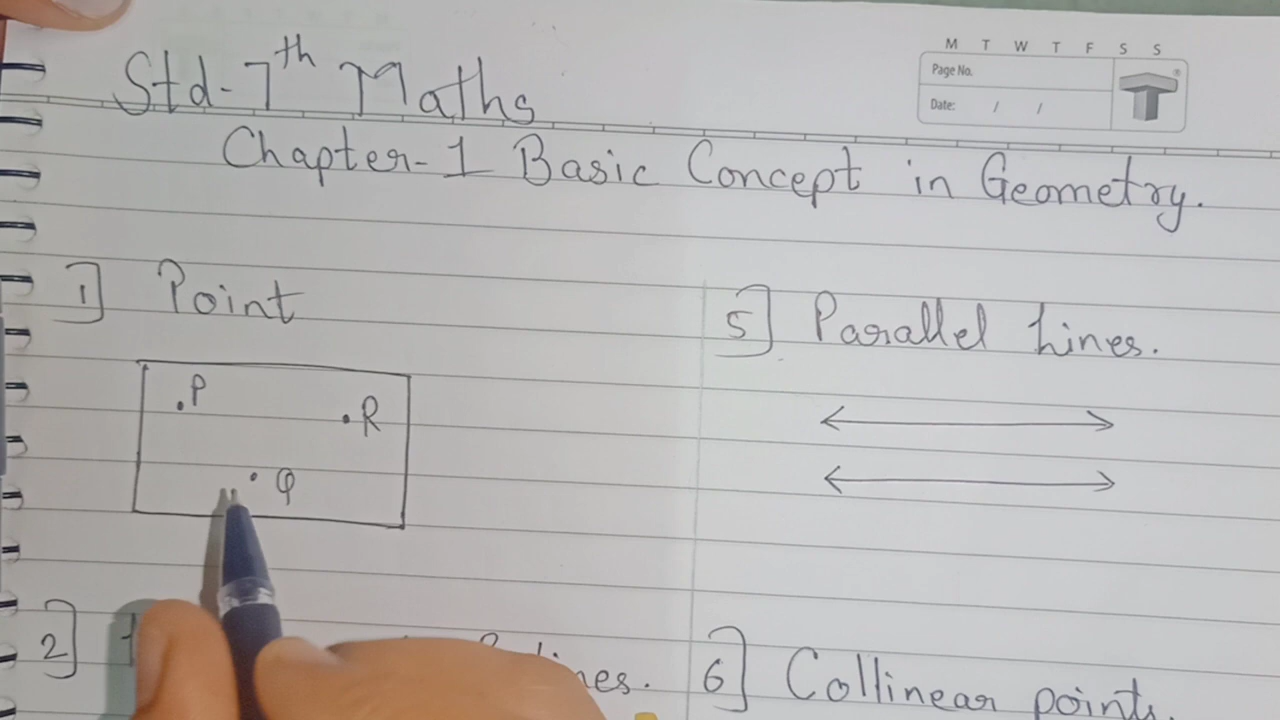 M T W T F S S
Page No.
Date: / /
Std-7th Maths
Chapter-1 Basic Concept in Geometry.
1] Point
.P
.R
. Q
2]
5] Parallel Lines.
6] Collinear points.